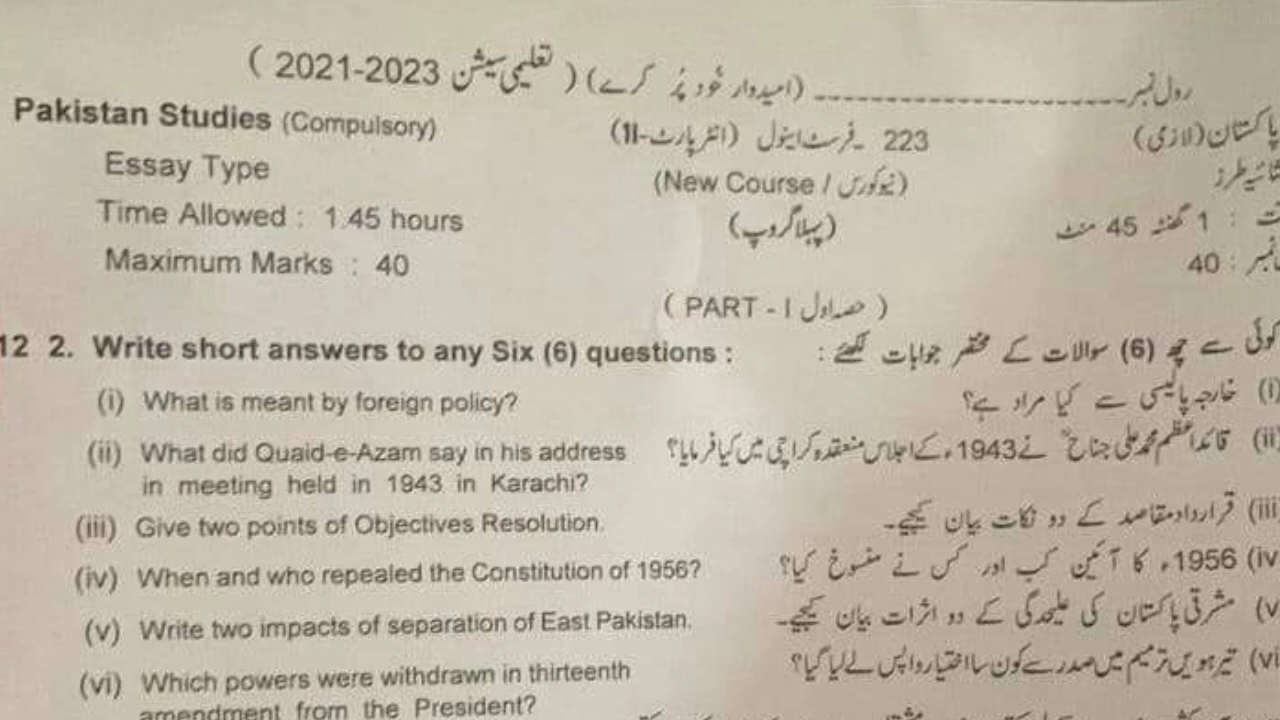 رول نمبر ------------------------ (امیدوار خود پُر کرے) ( تعلیمی سیشن 2021-2023 )
Pakistan Studies (Compulsory) 223 ۔فرسٹ اینول (انٹر پارٹ-II) پاکستان (لازمی)
Essay Type (New Course / نیوکورس)
Time Allowed : 1.45 hours (پہلا گروپ) : 1 گھنٹہ 45 منٹ
Maximum Marks : 40 40 :
( PART - I حصہ اول )
12 2. Write short answers to any Six (6) questions : کوئی سے چھ (6) سوالات کے مختصر جوابات لکھئے :
(i) What is meant by foreign policy? (i) خارجہ پالیسی سے کیا مراد ہے؟
(ii) What did Quaid-e-Azam say in his address (ii) قائداعظم محمد علی جناح نے 1943ء کے اجلاس منعقدہ کراچی میں کیا فرمایا؟
in meeting held in 1943 in Karachi?
(iii) Give two points of Objectives Resolution. (iii قرارداد مقاصد کے دو نکات بیان کیجیے۔
(iv) When and who repealed the Constitution of 1956? (iv 1956ء کا آئین کب اور کس نے منسوخ کیا؟
(v) Write two impacts of separation of East Pakistan. (v مشرقی پاکستان کی علیحدگی کے دو اثرات بیان کیجیے۔
(vi) Which powers were withdrawn in thirteenth (vi تیرہویں ترمیم میں صدر سے کون سا اختیار واپس لے لیا گیا؟
amendment from the President?